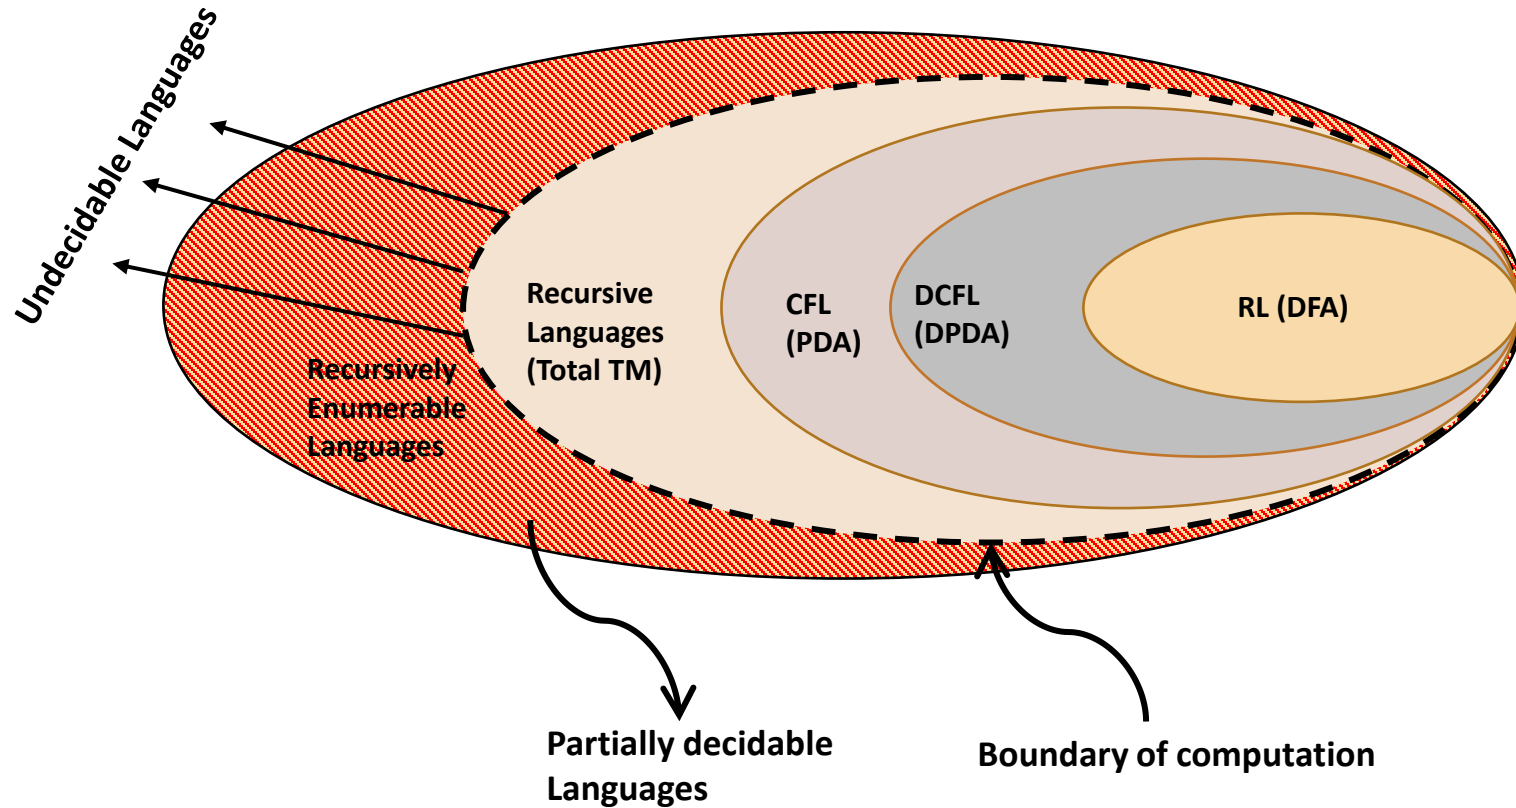 Undecidable Languages
Recursively
Enumerable
Languages
Recursive
Languages
(Total TM)
CFL
(PDA)
DCFL
(DPDA)
RL (DFA)
Partially decidable
Languages
Boundary of computation